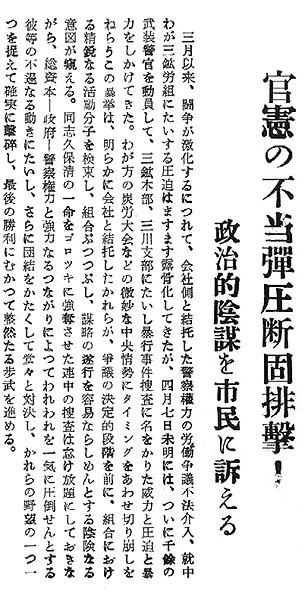 官憲の不当彈圧断固排撃!
政治的陰謀を市民に訴える
三月以来、闘争が激化するにつれて、会社側と結託した警察權力の労働争議不法介入、就中
わが三鉱労組にたいする圧迫はますます露骨化してきたが、四月七日未明には、ついに千余の
武装警官を動員して、三鉱本部、三川支部にたいし暴行事件捜査に名をかりた威力と圧迫と暴
力をしかけてきた。わが方の炭労大会などの微妙な中央情勢にタイミングをあわせ切り崩しを
ねらうこの暴挙は、明らかに会社と結託したかれらが、爭議の決定的段階を前に、組合におけ
る精鋭なる活動分子を検束し、組合ぶつつぶし、謀略の遂行を容易ならしめんとする陰険なる
意図が窺える。同志久保清の一命をゴロツキに強奪させた連中の捜査は怠け放題にしておきな
がら、総資本―政府―警察権力と強力なるつながりによつてわれわれを一気に圧倒せんとする
彼等の不逞なる動きにたいし、さらに団結をかたくして堂々と対決し、かれらの野望の一つ一
つを捉えて確実に撃砕し、最後の勝利にむかつて整然たる歩武を進める。